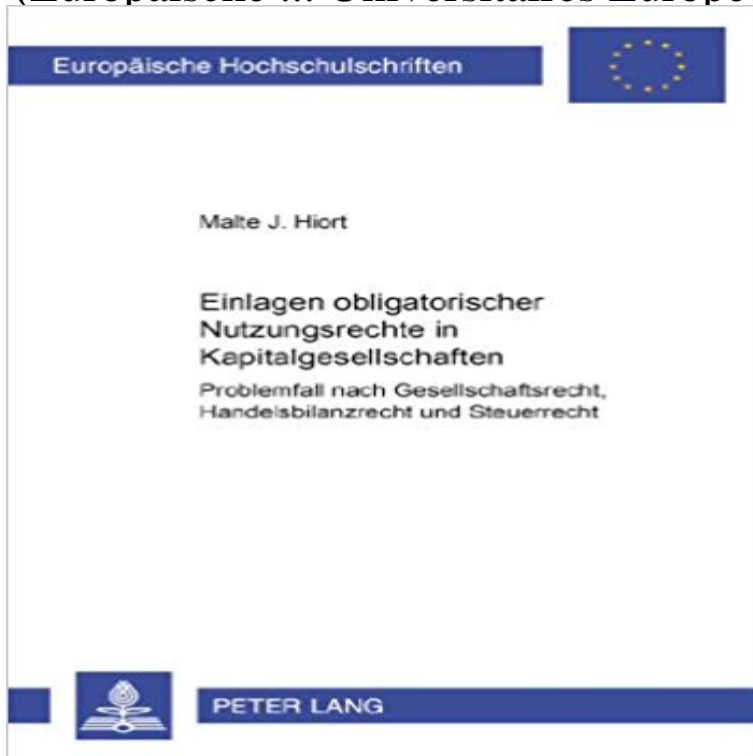 Europäische Hochschulschriften
Malte J. Hiort
Einlagen obligatorischer
Nutzungsrechte in
Kapitalgesellschaften
Problemfall nach Gesellschaftsrecht,
Handelsbilanzrecht und Steuerrecht
PETER LANG